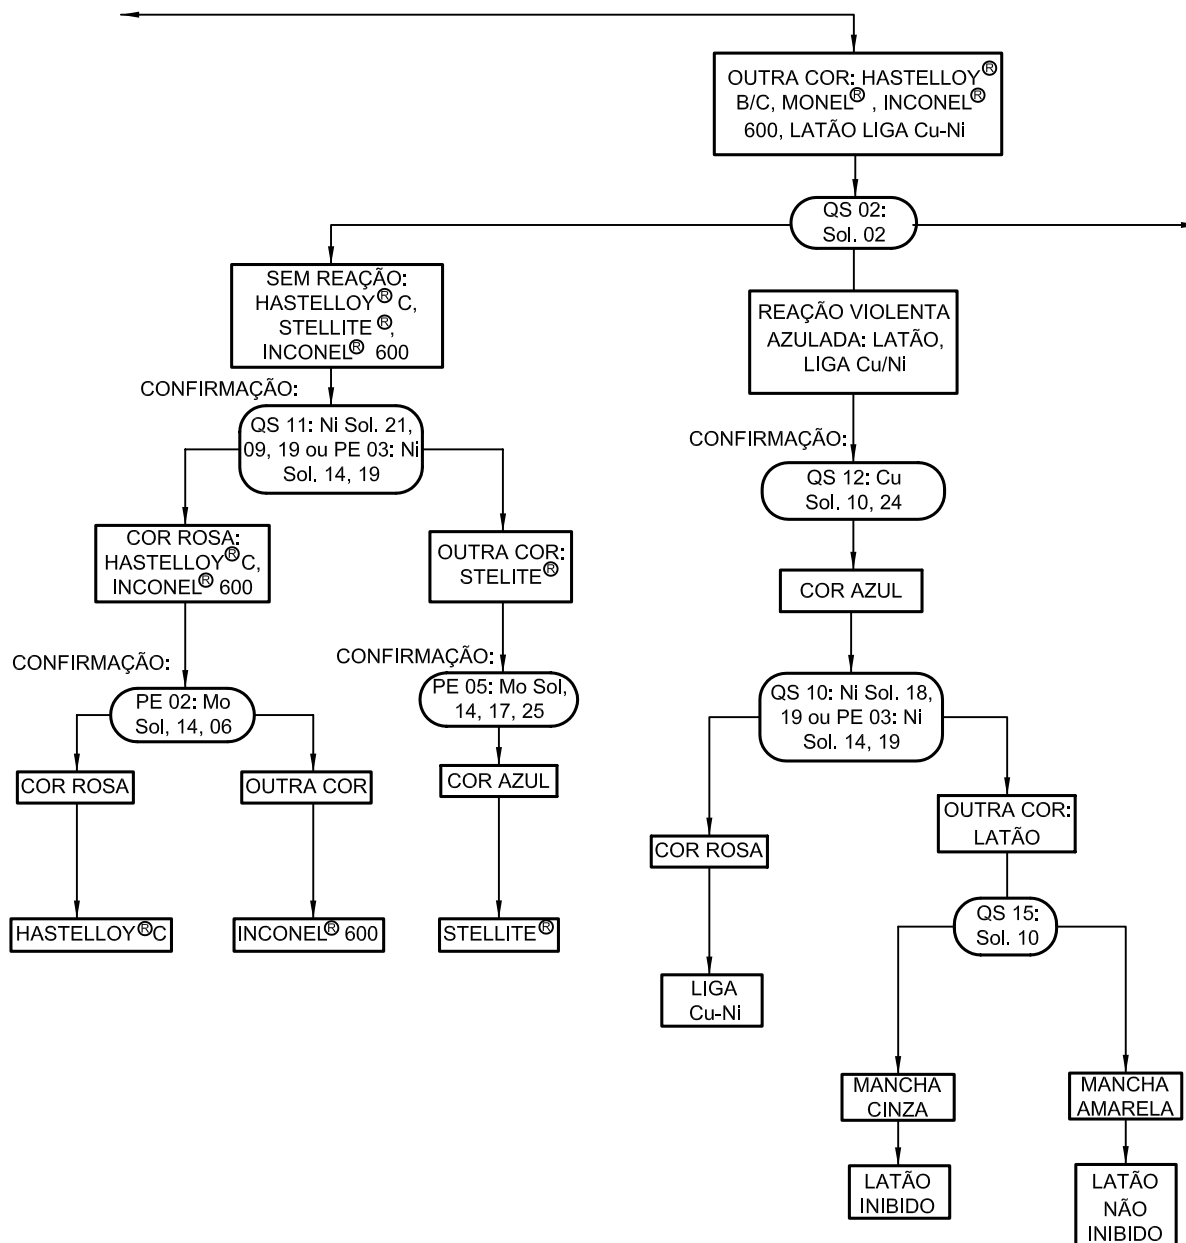 OUTRA COR: HASTELLOY®
B/C, MONEL® , INCONEL®
600, LATÃO LIGA Cu-Ni
QS 02:
Sol. 02
SEM REAÇÃO:
HASTELLOY® C,
STELLITE®,
INCONEL® 600
REAÇÃO VIOLENTA
AZULADA: LATÃO,
LIGA Cu/Ni
CONFIRMAÇÃO:
QS 11: Ni Sol. 21,
09, 19 ou PE 03: Ni
Sol. 14, 19
CONFIRMAÇÃO:
QS 12: Cu
Sol. 10, 24
COR ROSA:
HASTELLOY® C,
INCONEL® 600
OUTRA COR:
STELITE®
COR AZUL
CONFIRMAÇÃO:
PE 02: Mo
Sol, 14, 06
CONFIRMAÇÃO:
PE 05: Mo Sol,
14, 17, 25
QS 10: Ni Sol. 18,
19 ou PE 03: Ni
Sol. 14, 19
COR ROSA
OUTRA COR
COR AZUL
COR ROSA
OUTRA COR:
LATÃO
HASTELLOY®C
INCONEL® 600
STELLITE®
QS 15:
Sol. 10
LIGA
Cu-Ni
MANCHA
CINZA
MANCHA
AMARELA
LATÃO
INIBIDO
LATÃO
NÃO
INIBIDO